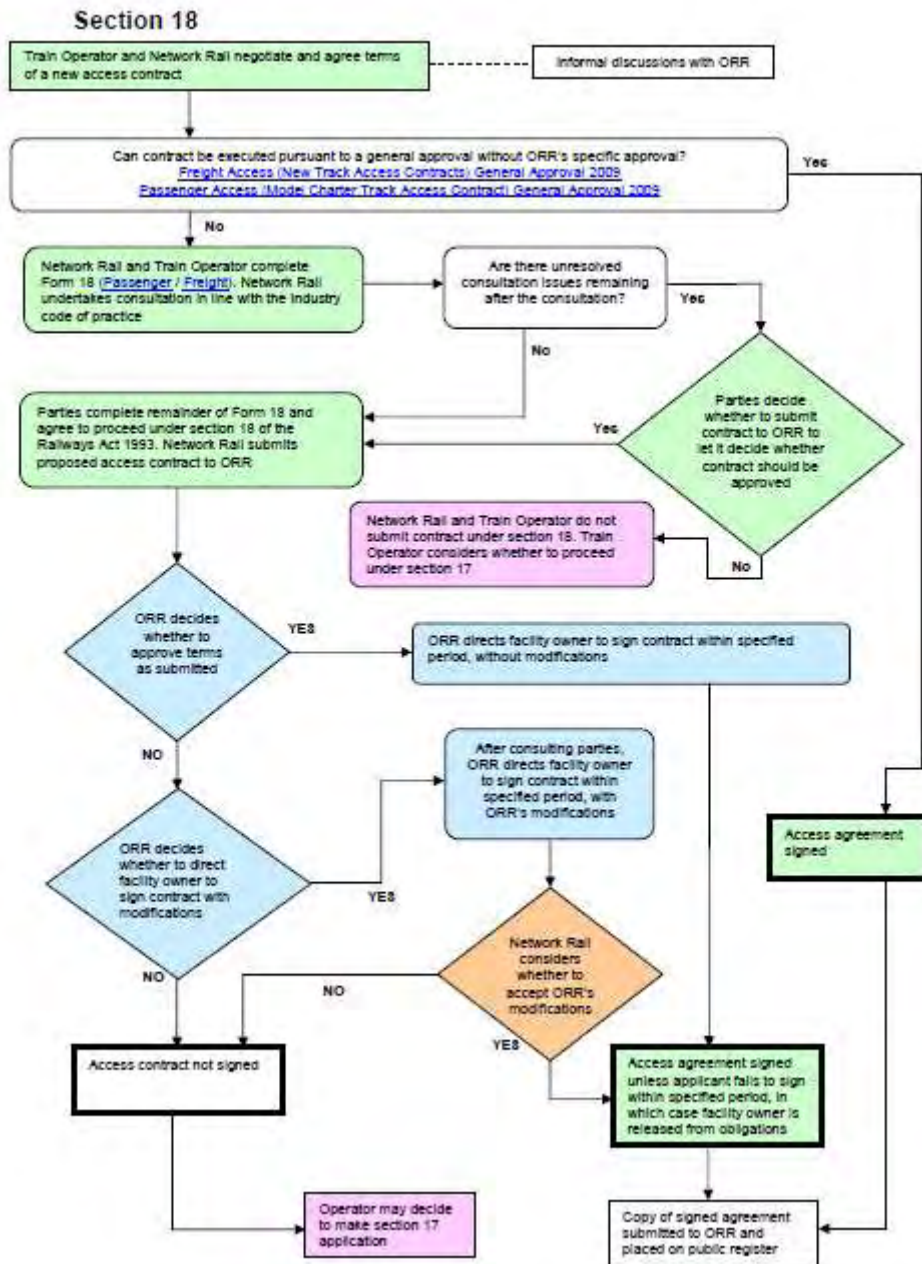 Section 18
Train Operator and Network Rail negotiate and agree terms
of a new access contract
Informal discussions with ORR
Can contract be executed pursuant to a general approval without ORR's specific approval?
Freight Access (New Track Access Contracts) General Approval 2009
Passenger Access (Model Charter Track Access Contract) General Approval 2009
Yes
No
Network Rail and Train Operator complete
Form 18 (Passenger / Freight). Network Rail
undertakes consultation in line with the industry
code of practice
Are there unresolved
consultation issues remaining
after the consultation?
Yes
No
Parties complete remainder of Form 18 and
agree to proceed under section 18 of the
Railways Act 1993. Network Rail submits
proposed access contract to ORR
Yes
Parties decide
whether to submit
contract to ORR to
let it decide whether
contract should be
approved
Network Rail and Train Operator do not
submit contract under section 18. Train
Operator considers whether to proceed
under section 17
No
ORR decides
whether to
approve terms
as submitted
YES
ORR directs facility owner to sign contract within specified
period, without modifications
NO
After consulting parties,
ORR directs facility owner
to sign contract within
specified period, with
ORR's modifications
ORR decides
whether to direct
facility owner to
sign contract with
modifications
YES
Access agreement
signed
NO
Network Rail
considers
whether to
accept ORR's
modifications
NO
YES
Access contract not signed
Access agreement signed
unless applicant fails to sign
within specified period, in
which case facility owner is
released from obligations
Operator may decide
to make section 17
application
Copy of signed agreement
submitted to ORR and
placed on public register